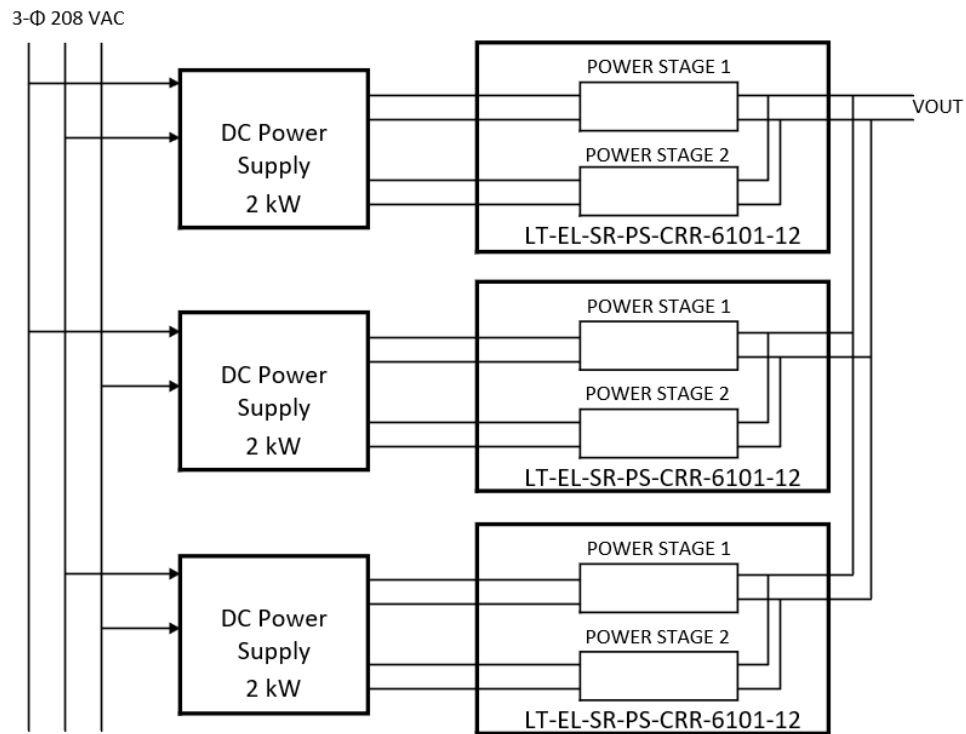 3-Φ 208 VAC
DC Power
Supply
2 kW
POWER STAGE 1
POWER STAGE 2
LT-EL-SR-PS-CRR-6101-12
VOUT
DC Power
Supply
2 kW
POWER STAGE 1
POWER STAGE 2
LT-EL-SR-PS-CRR-6101-12
DC Power
Supply
2 kW
POWER STAGE 1
POWER STAGE 2
LT-EL-SR-PS-CRR-6101-12